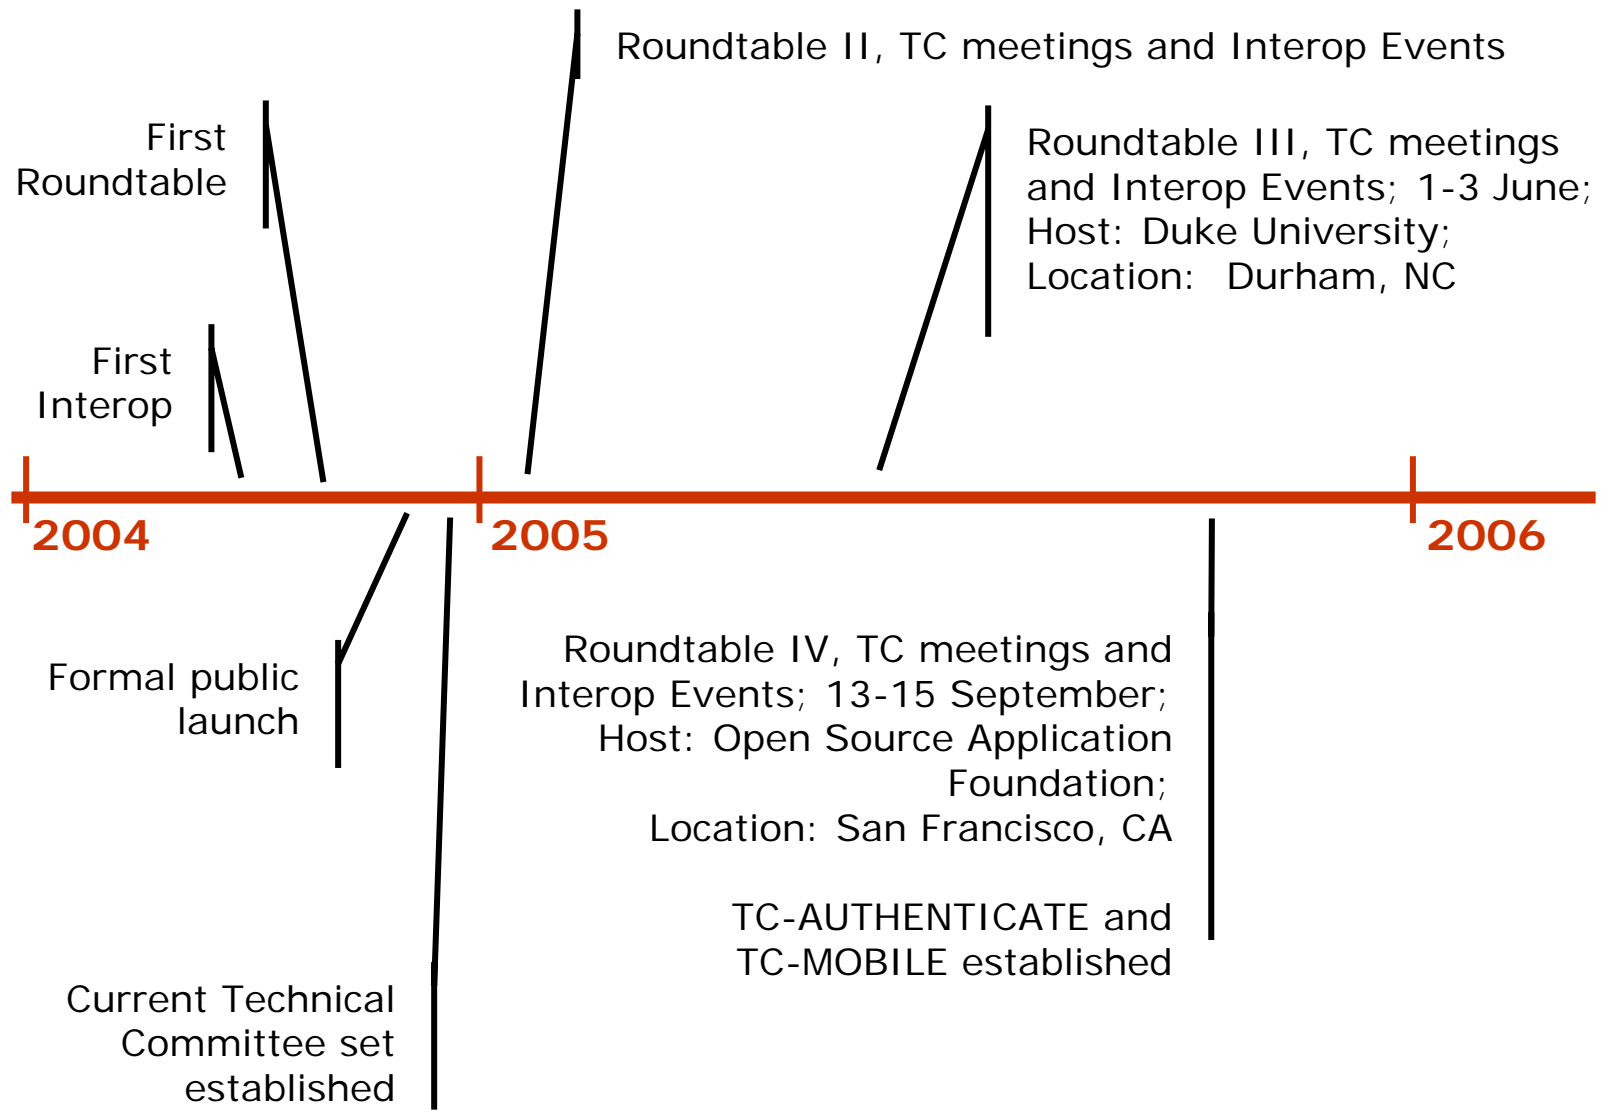 Roundtable II, TC meetings and Interop Events
First
Roundtable
Roundtable III, TC meetings
and Interop Events; 1-3 June;
Host: Duke University;
Location: Durham, NC
First
Interop
2004
2005
2006
Formal public
launch
Roundtable IV, TC meetings and
Interop Events; 13-15 September;
Host: Open Source Application
Foundation;
Location: San Francisco, CA
TC-AUTHENTICATE and
TC-MOBILE established
Current Technical
Committee set
established